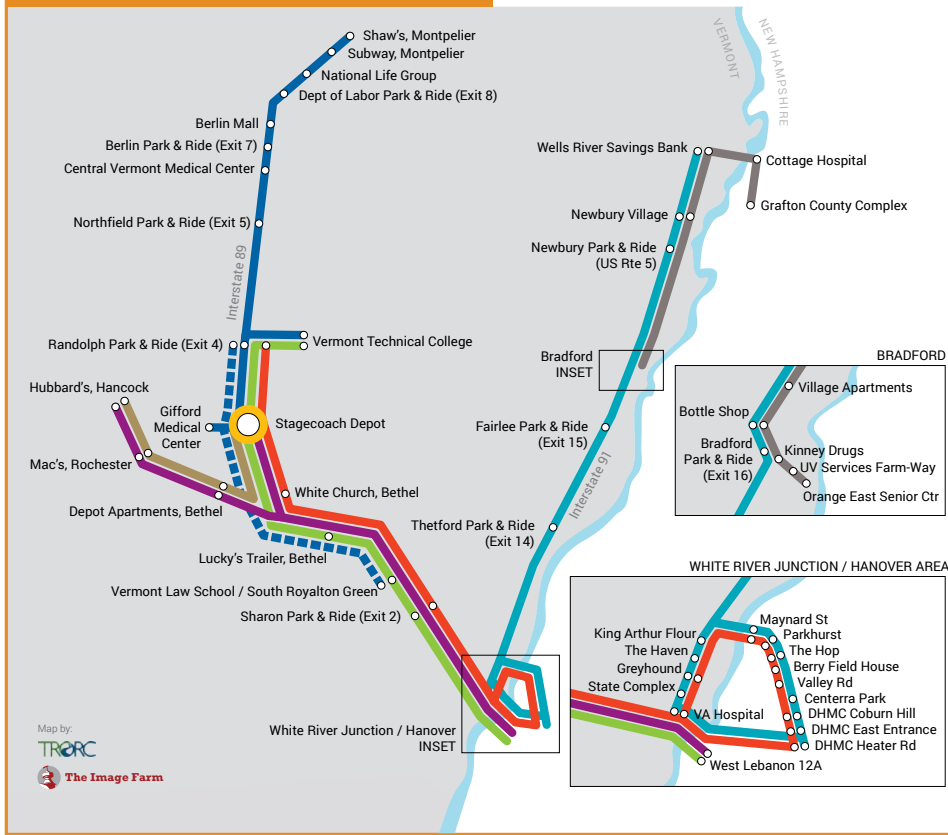 Shaw's, Montpelier
Subway, Montpelier
National Life Group
Dept of Labor Park & Ride (Exit 8)
Berlin Mall
Berlin Park & Ride (Exit 7)
Central Vermont Medical Center
Northfield Park & Ride (Exit 5)
Interstate 89
Randolph Park & Ride (Exit 4)
Vermont Technical College
Hubbard's, Hancock
Gifford
Medical
Center
Stagecoach Depot
Mac's, Rochester
Depot Apartments, Bethel
White Church, Bethel
Lucky's Trailer, Bethel
Vermont Law School / South Royalton Green
Sharon Park & Ride (Exit 2)
White River Junction / Hanover
INSET
VERMONT
NEW HAMPSHIRE
Wells River Savings Bank
Cottage Hospital
Grafton County Complex
Newbury Village
Newbury Park & Ride
(US Rte 5)
Bradford
INSET
Fairlee Park & Ride
(Exit 15)
Interstate 91
Thetford Park & Ride
(Exit 14)
BRADFORD
Village Apartments
Bottle Shop
Bradford
Park & Ride
(Exit 16)
Kinney Drugs
UV Services Farm-Way
Orange East Senior Ctr
WHITE RIVER JUNCTION / HANOVER AREA
Maynard St
King Arthur Flour
Parkhurst
The Haven
The Hop
Greyhound
Berry Field House
State Complex
Valley Rd
Centerra Park
VA Hospital
DHMC Coburn Hill
DHMC East Entrance
DHMC Heater Rd
West Lebanon 12A
Map by:
TRORC
The Image Farm